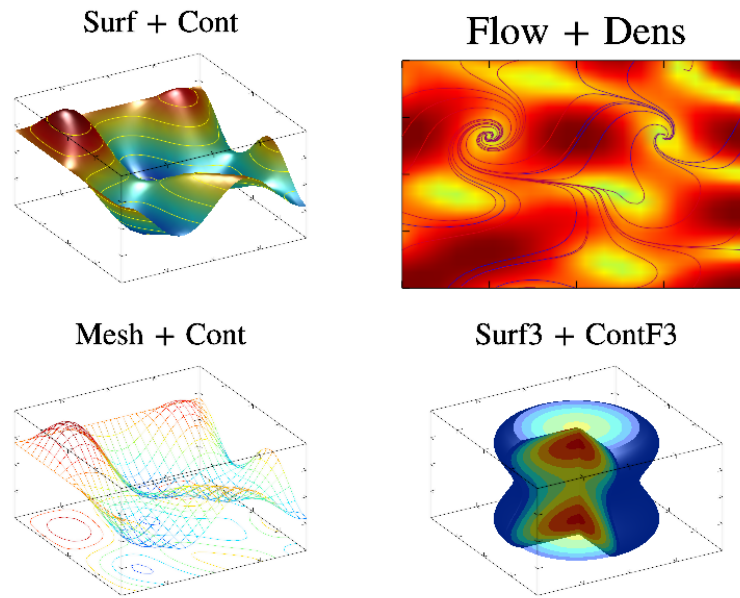 Surf + Cont
Flow + Dens
Mesh + Cont
Surf3 + ContF3